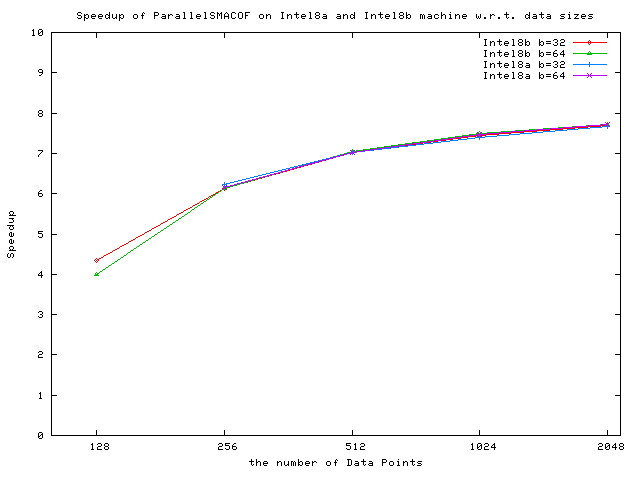 Speedup of ParallelSMACOF on Intel8a and Intel8b machine w.r.t. data sizes
Intel8b b=32
Intel8b b=64
Intel8a b=32
Intel8a b=64
10
9
8
7
6
5
4
3
2
1
0
Speedup
128 256 512 1024 2048
the number of Data Points